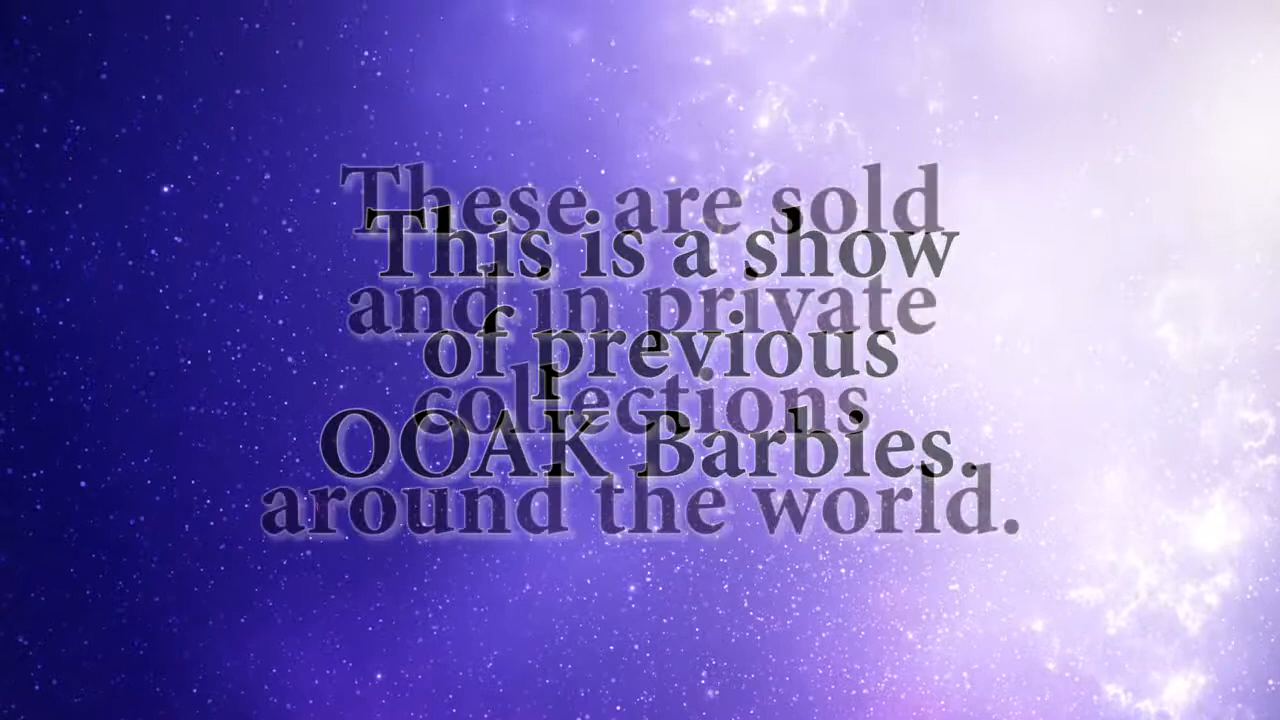 These are sold
This is a show
and in private
of previous
collections
OOAK Barbies.
around the world.